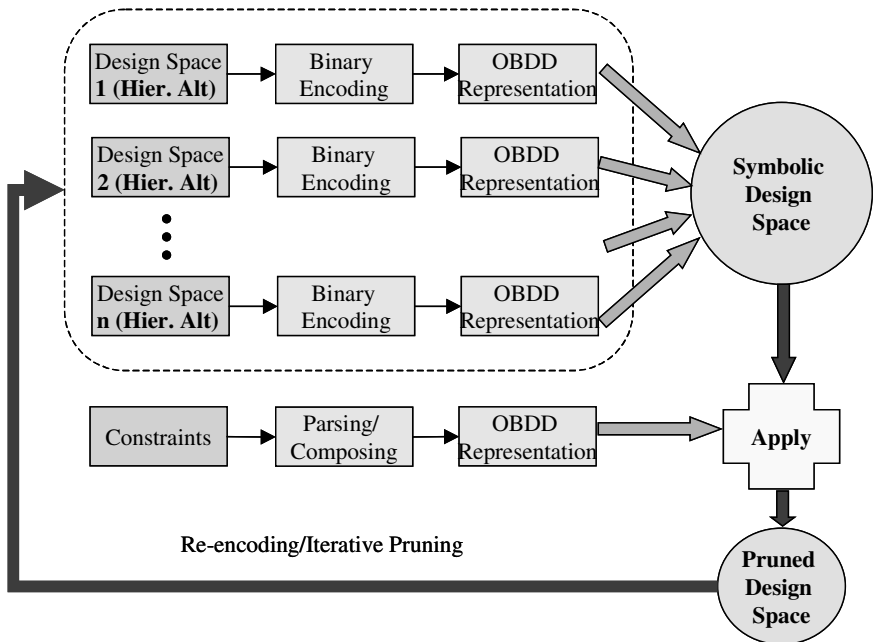 Design Space
1 (Hier. Alt)
Binary
Encoding
OBDD
Representation
Design Space
2 (Hier. Alt)
Binary
Encoding
OBDD
Representation
Symbolic
Design
Space
Design Space
n (Hier. Alt)
Binary
Encoding
OBDD
Representation
Constraints
Parsing/
Composing
OBDD
Representation
Apply
Re-encoding/Iterative Pruning
Pruned
Design
Space